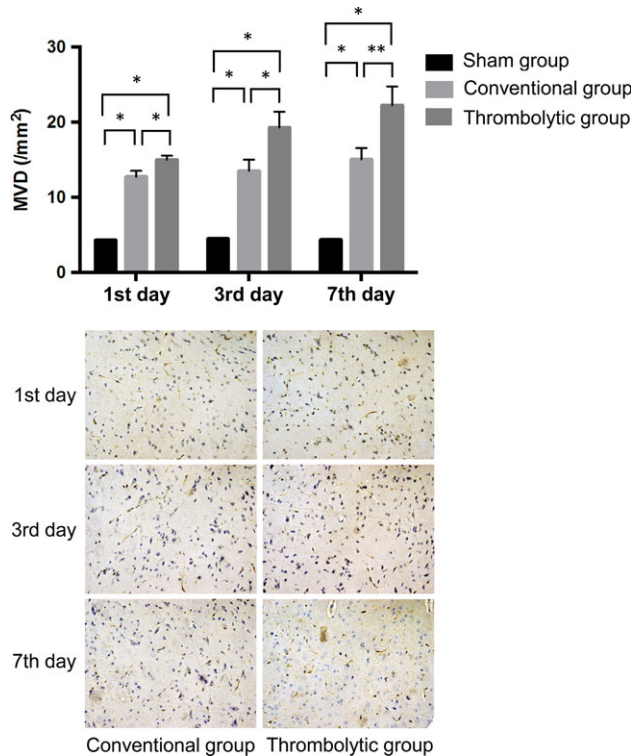 *
*
*
*
*
*
*
*
**
30
20
10
0
MVD (/mm²)
1st day
3rd day
7th day
Sham group
Conventional group
Thrombolytic group
1st day
3rd day
7th day
Conventional group
Thrombolytic group